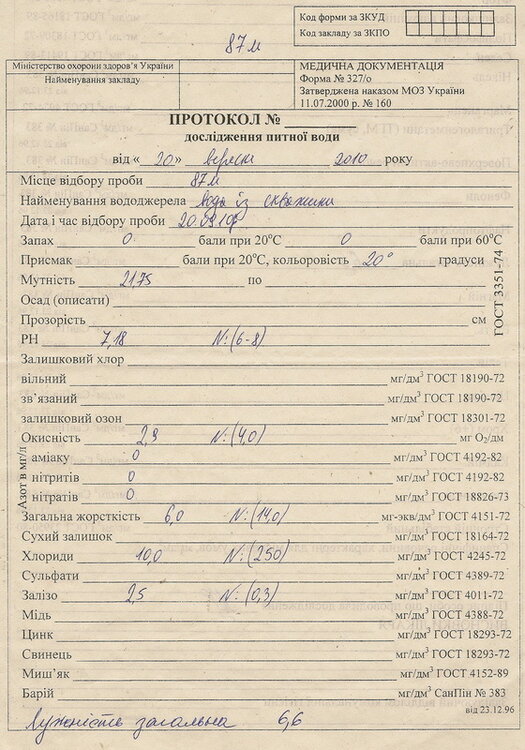 Код форми за ЗКУД
Код закладу за ЗКПО
87м
Міністерство охорони здоров'я України
Найменування закладу
МЕДИЧНА ДОКУМЕНТАЦІЯ
Форма № 327/о
Затверджена наказом МОЗ України
11.07.2000 р. № 160
ПРОТОКОЛ №
дослідження питної води
від «20» вересня 2010 року
Місце відбору проби 87м
Найменування вододжерела вода із скважини
Дата і час відбору проби 20.09.10р
Запах 0 бали при 20°С 0 бали при 60°С
Присмак бали при 20°С, кольоровість 20° градуси
Мутність 21,75 по
Осад (описати)
Прозорість см
ГОСТ 3351-74
РН 7,18 N:(6-8)
Залишковий хлор
вільний мг/дм³ ГОСТ 18190-72
зв'язаний мг/дм³ ГОСТ 18190-72
залишковий озон мг/дм³ ГОСТ 18301-72
Окисність 2,9 N:(4,0) мг О₂/дм
Азот в мг/л
аміаку 0 мг/дм³ ГОСТ 4192-82
нітритів 0 мг/дм³ ГОСТ 4192-82
нітратів 0 мг/дм³ ГОСТ 18826-73
Загальна жорсткість 6,0 N:(14,0) мг-экв/дм³ ГОСТ 4151-72
Сухий залишок мг/дм³ ГОСТ 18164-72
Хлориди 10,0 N:(250) мг/дм³ ГОСТ 4245-72
Сульфати мг/дм³ ГОСТ 4389-72
Залізо 2,5 N:(0,3) мг/дм³ ГОСТ 4011-72
Мідь мг/дм³ ГОСТ 4388-72
Цинк мг/дм³ ГОСТ 18293-72
Свинець мг/дм³ ГОСТ 18293-72
Миш'як мг/дм³ ГОСТ 4152-89
Барій мг/дм³ СанПін № 383
від 23.12.96
Лужність загальна 6,6